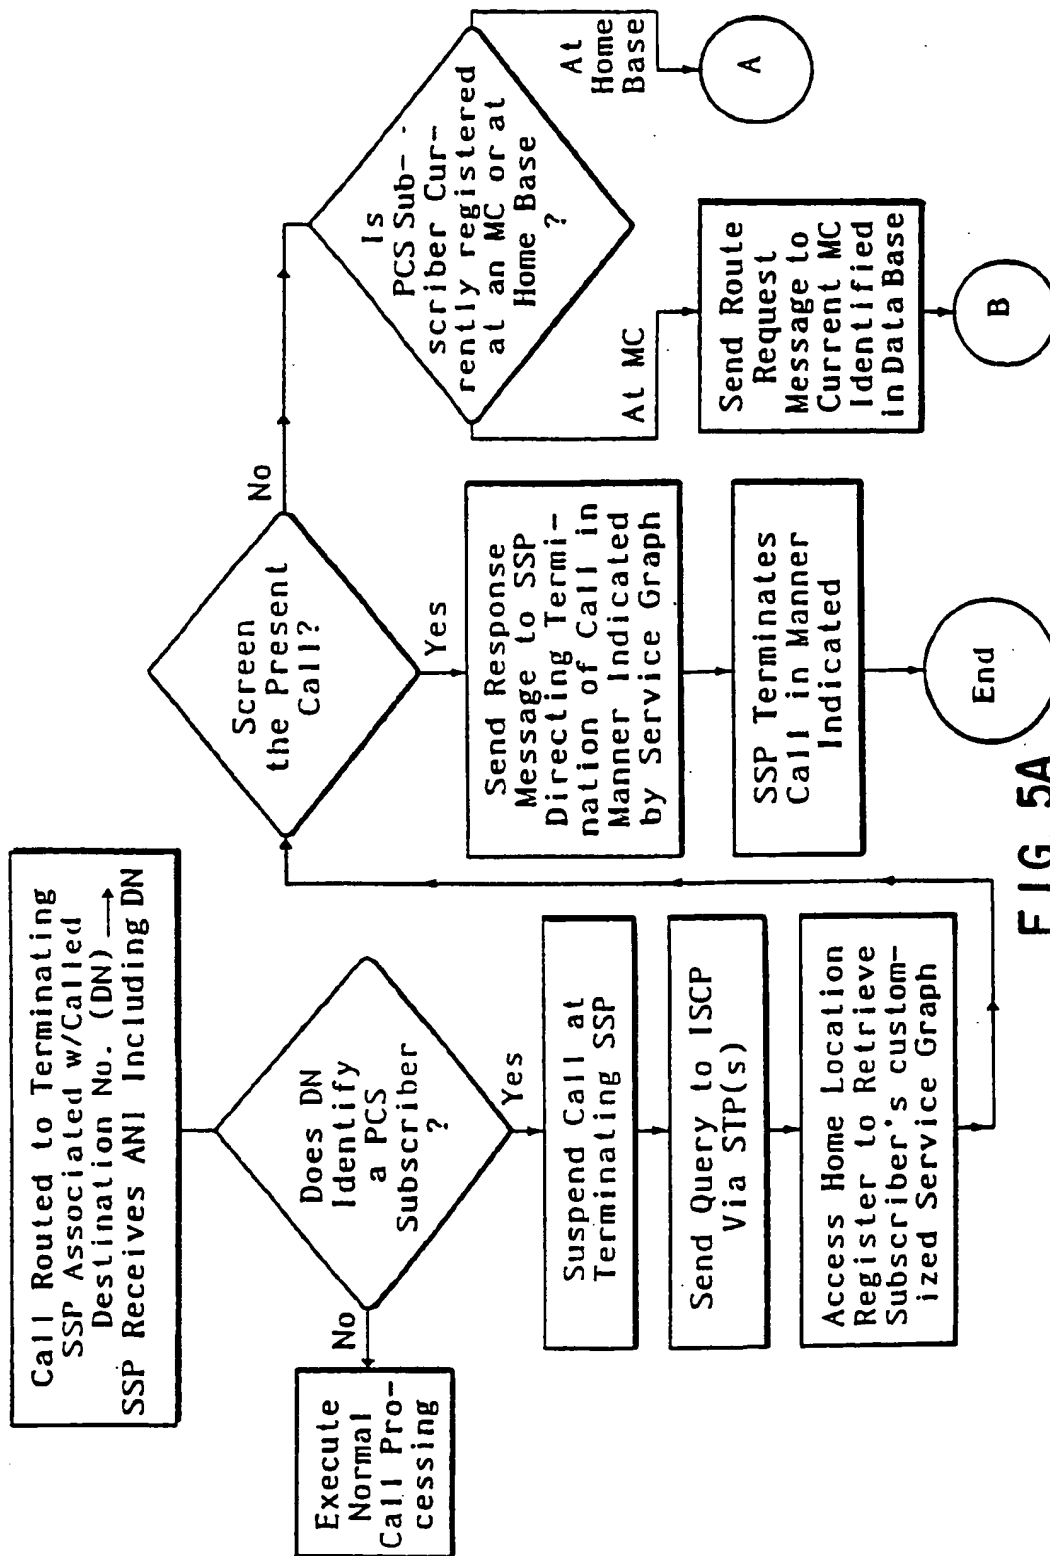 Call Routed to Terminating
SSP Associated w/Called
Destination No. (DN)
SSP Receives ANI Including DN
Does DN
Identify
a PCS
Subscriber
?
No
Execute
Normal
Call Pro-
cessing
Yes
Suspend Call at
Terminating SSP
Send Query to ISCP
Via STP(s)
Access Home Location
Register to Retrieve
Subscriber's custom-
ized Service Graph
Screen
the Present
Call?
Yes
Send Response
Message to SSP
Directing Termi-
nation of Call in
Manner Indicated
by Service Graph
SSP Terminates
Call in Manner
Indicated
End
No
Is
PCS Sub-
scriber Cur-
rently registered
at an MC or at
Home Base
?
At MC
Send Route
Request
Message to
Current MC
Identified
in Data Base
B
At
Home
Base
A
FIG. 5A